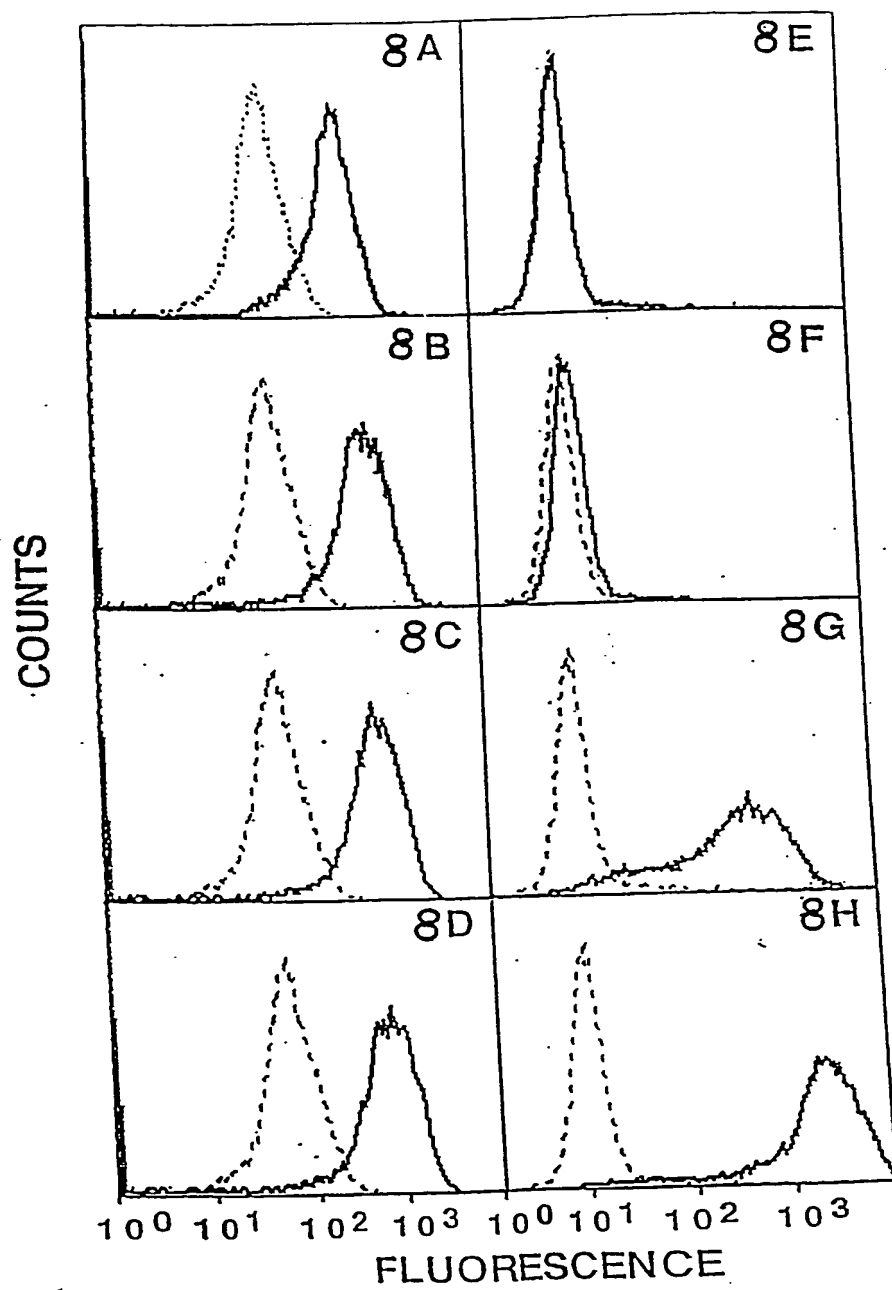 8A
8E
8B
8F
8C
8G
8D
8H
COUNTS
10⁰ 10¹ 10² 10³ 10⁰ 10¹ 10² 10³
FLUORESCENCE